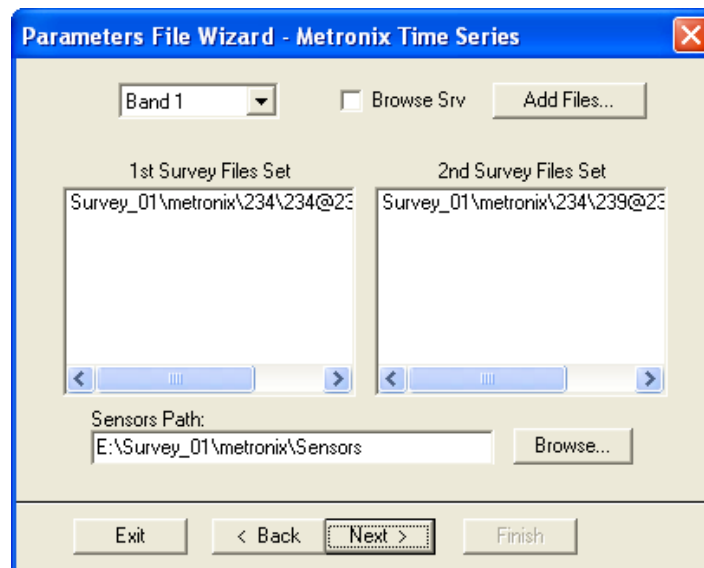 Parameters File Wizard - Metronix Time Series
Band 1
Browse Srv
Add Files...
1st Survey Files Set
2nd Survey Files Set
Survey_01\metronix\234\234@23
Survey_01\metronix\234\239@23
Sensors Path:
E:\Survey_01\metronix\Sensors
Browse...
Exit
< Back
Next >
Finish